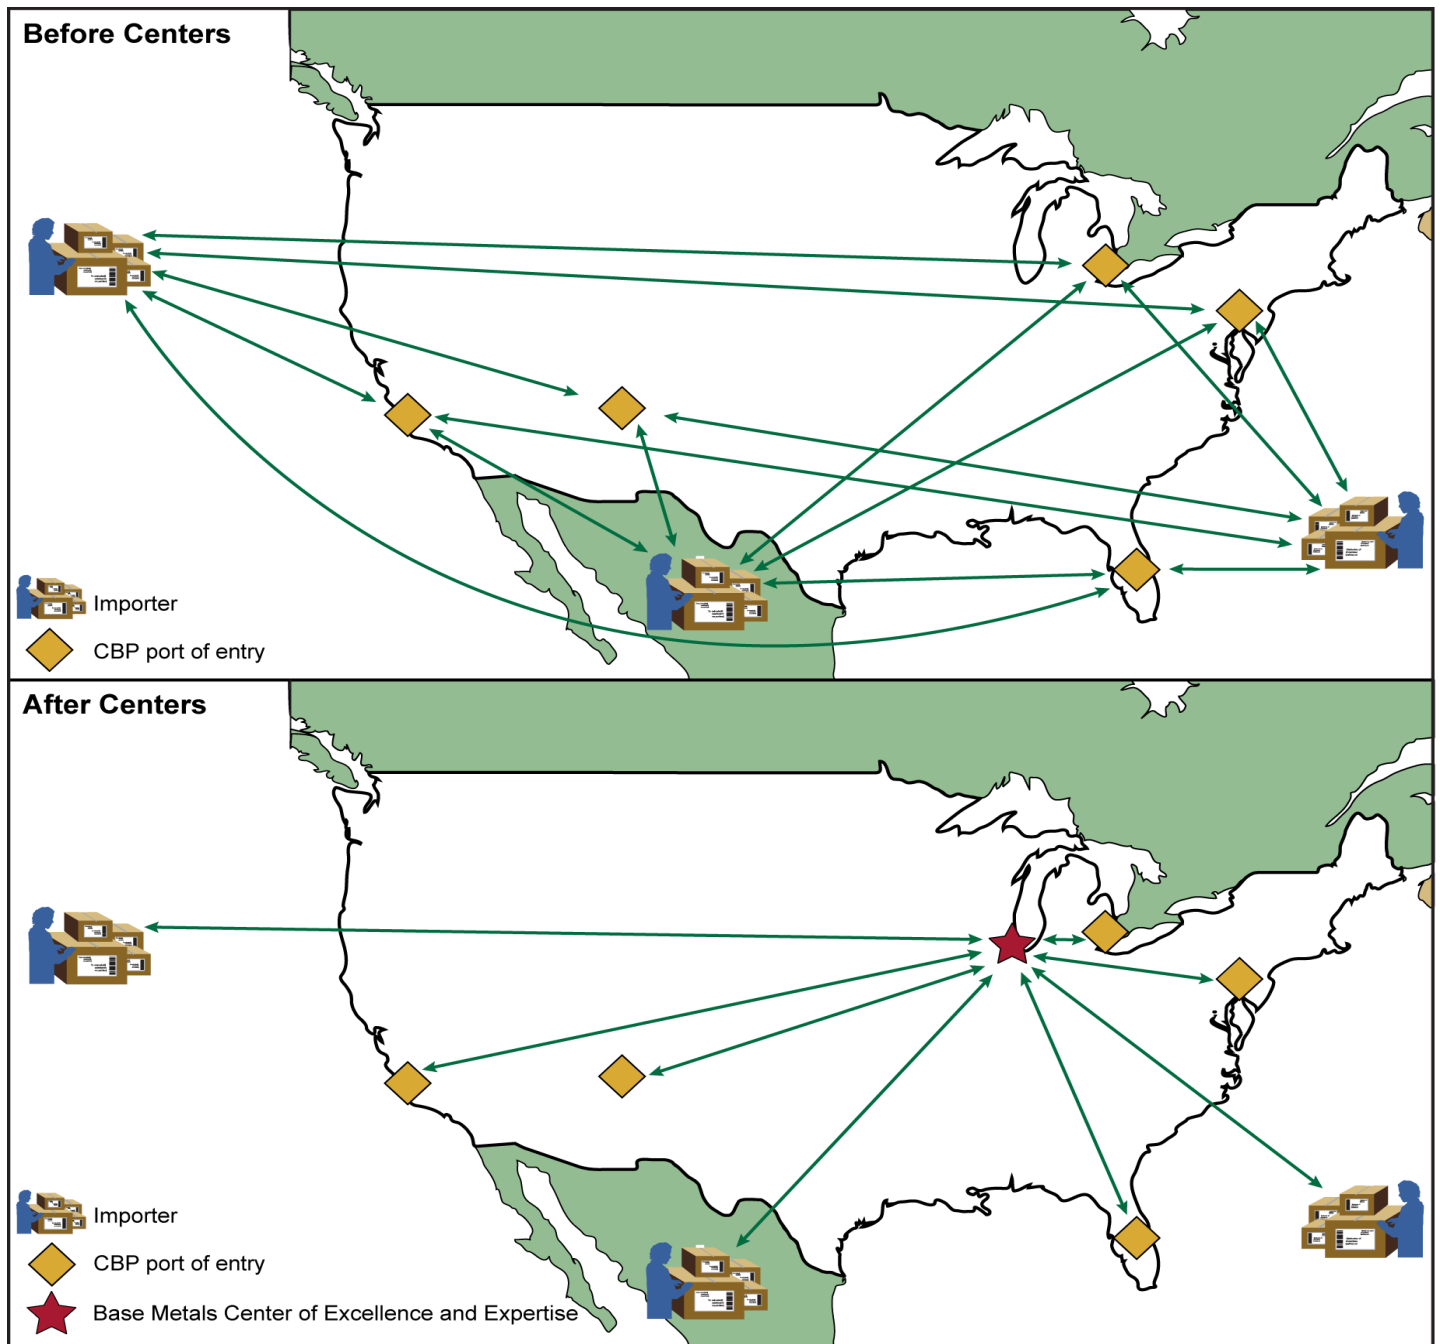 Before Centers
Importer
CBP port of entry
After Centers
Importer
CBP port of entry
Base Metals Center of Excellence and Expertise